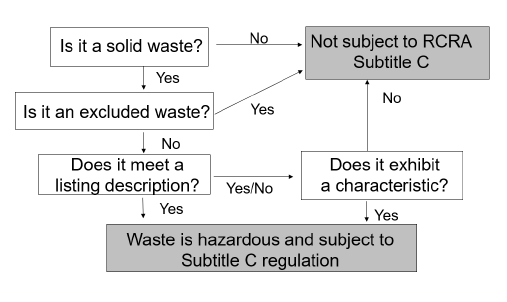 Is it a solid waste?
No
Not subject to RCRA
Subtitle C
Yes
Is it an excluded waste?
Yes
No
No
Does it meet a
listing description?
Yes/No
Does it exhibit
a characteristic?
Yes
Yes
Waste is hazardous and subject to
Subtitle C regulation